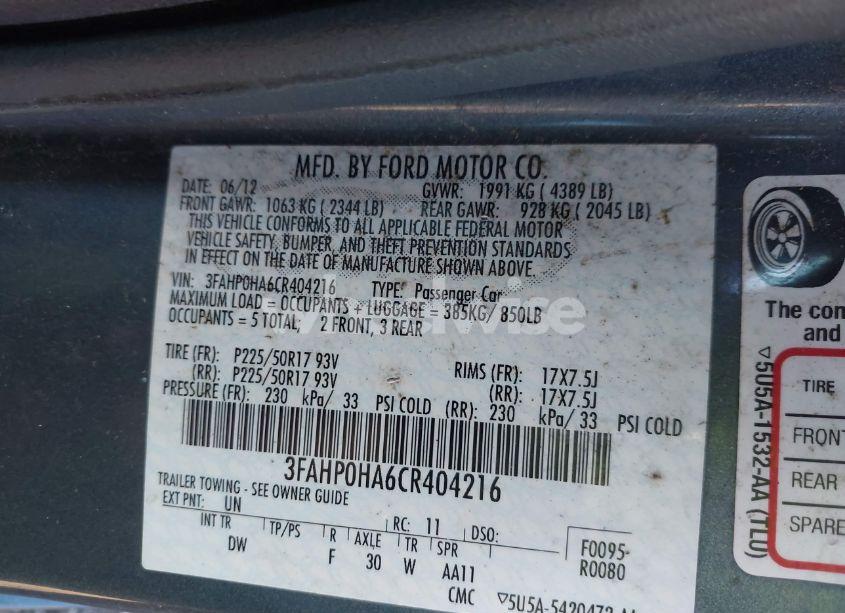 MFD. BY FORD MOTOR CO.
DATE: 06/12 GVWR: 1991 KG ( 4389 LB)
FRONT GAWR: 1063 KG ( 2344 LB) REAR GAWR: 928 KG ( 2045 LB)
THIS VEHICLE CONFORMS TO ALL APPLICABLE FEDERAL MOTOR
VEHICLE SAFETY, BUMPER, AND THEFT PREVENTION STANDARDS
IN EFFECT ON THE DATE OF MANUFACTURE SHOWN ABOVE.
VIN: 3FAHP0HA6CR404216 TYPE: Passenger Car
MAXIMUM LOAD = OCCUPANTS + LUGGAGE = 385KG/ 850LB
OCCUPANTS = 5 TOTAL; 2 FRONT, 3 REAR
TIRE (FR): P225/50R17 93V RIMS (FR): 17X7.5J
(RR): P225/50R17 93V (RR): 17X7.5J
PRESSURE (FR): 230 kPa/ 33 PSI COLD (RR): 230 kPa/ 33 PSI COLD
3FAHP0HA6CR404216
TRAILER TOWING - SEE OWNER GUIDE
EXT PNT: UN RC: 11 DSO:
INT TR TP/PS R AXLE TR SPR
DW F 30 W AA11
CMC
F0095-
R0080
The
and
TIRE
FRONT
REAR
SPARE
5U5A-1532-AA (TLU)